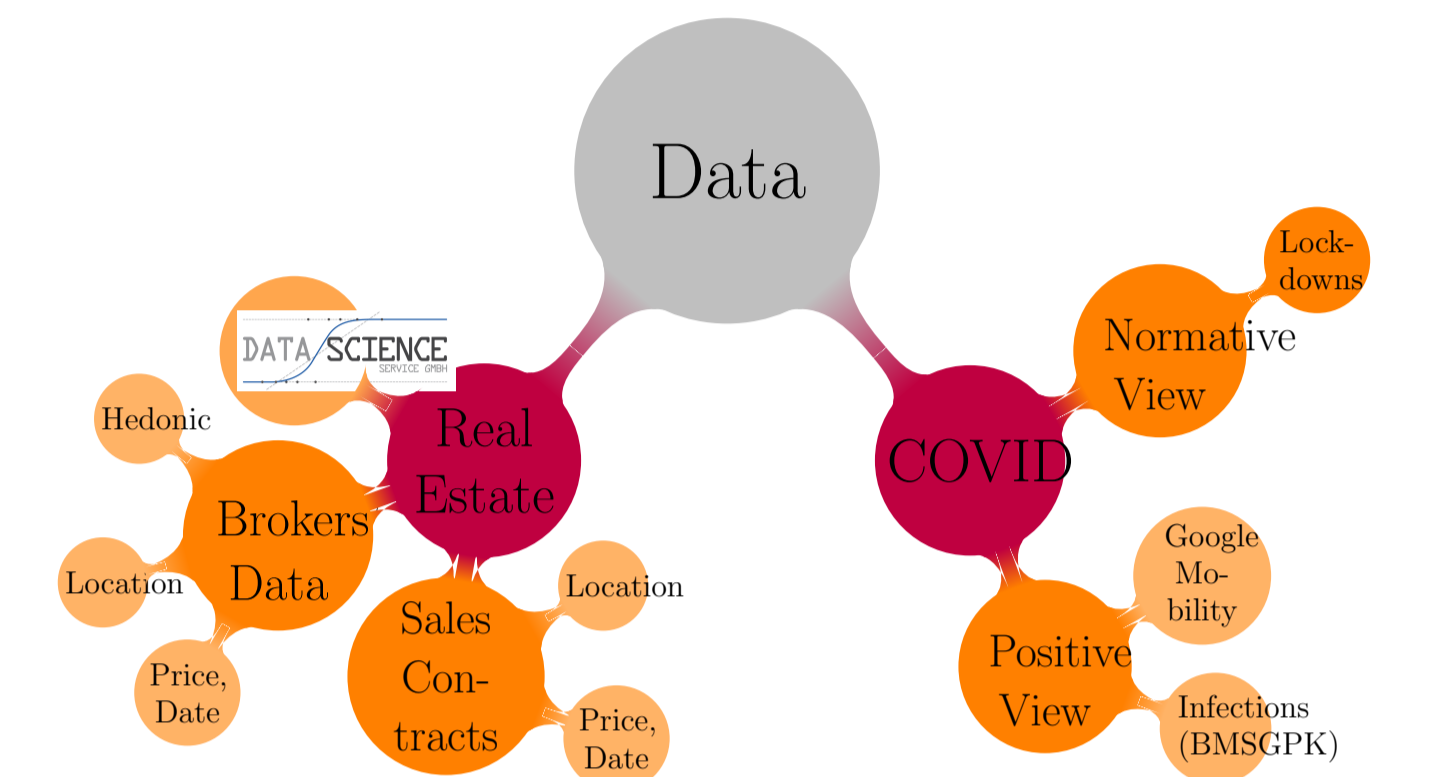 Data
DATA SCIENCE
SERVICE GMBH
Real
Estate
Hedonic
Brokers
Data
Location
Price,
Date
Sales
Con-
tracts
Location
Price,
Date
COVID
Normative
View
Lock-
downs
Positive
View
Google
Mo-
bility
Infections
(BMSGPK)